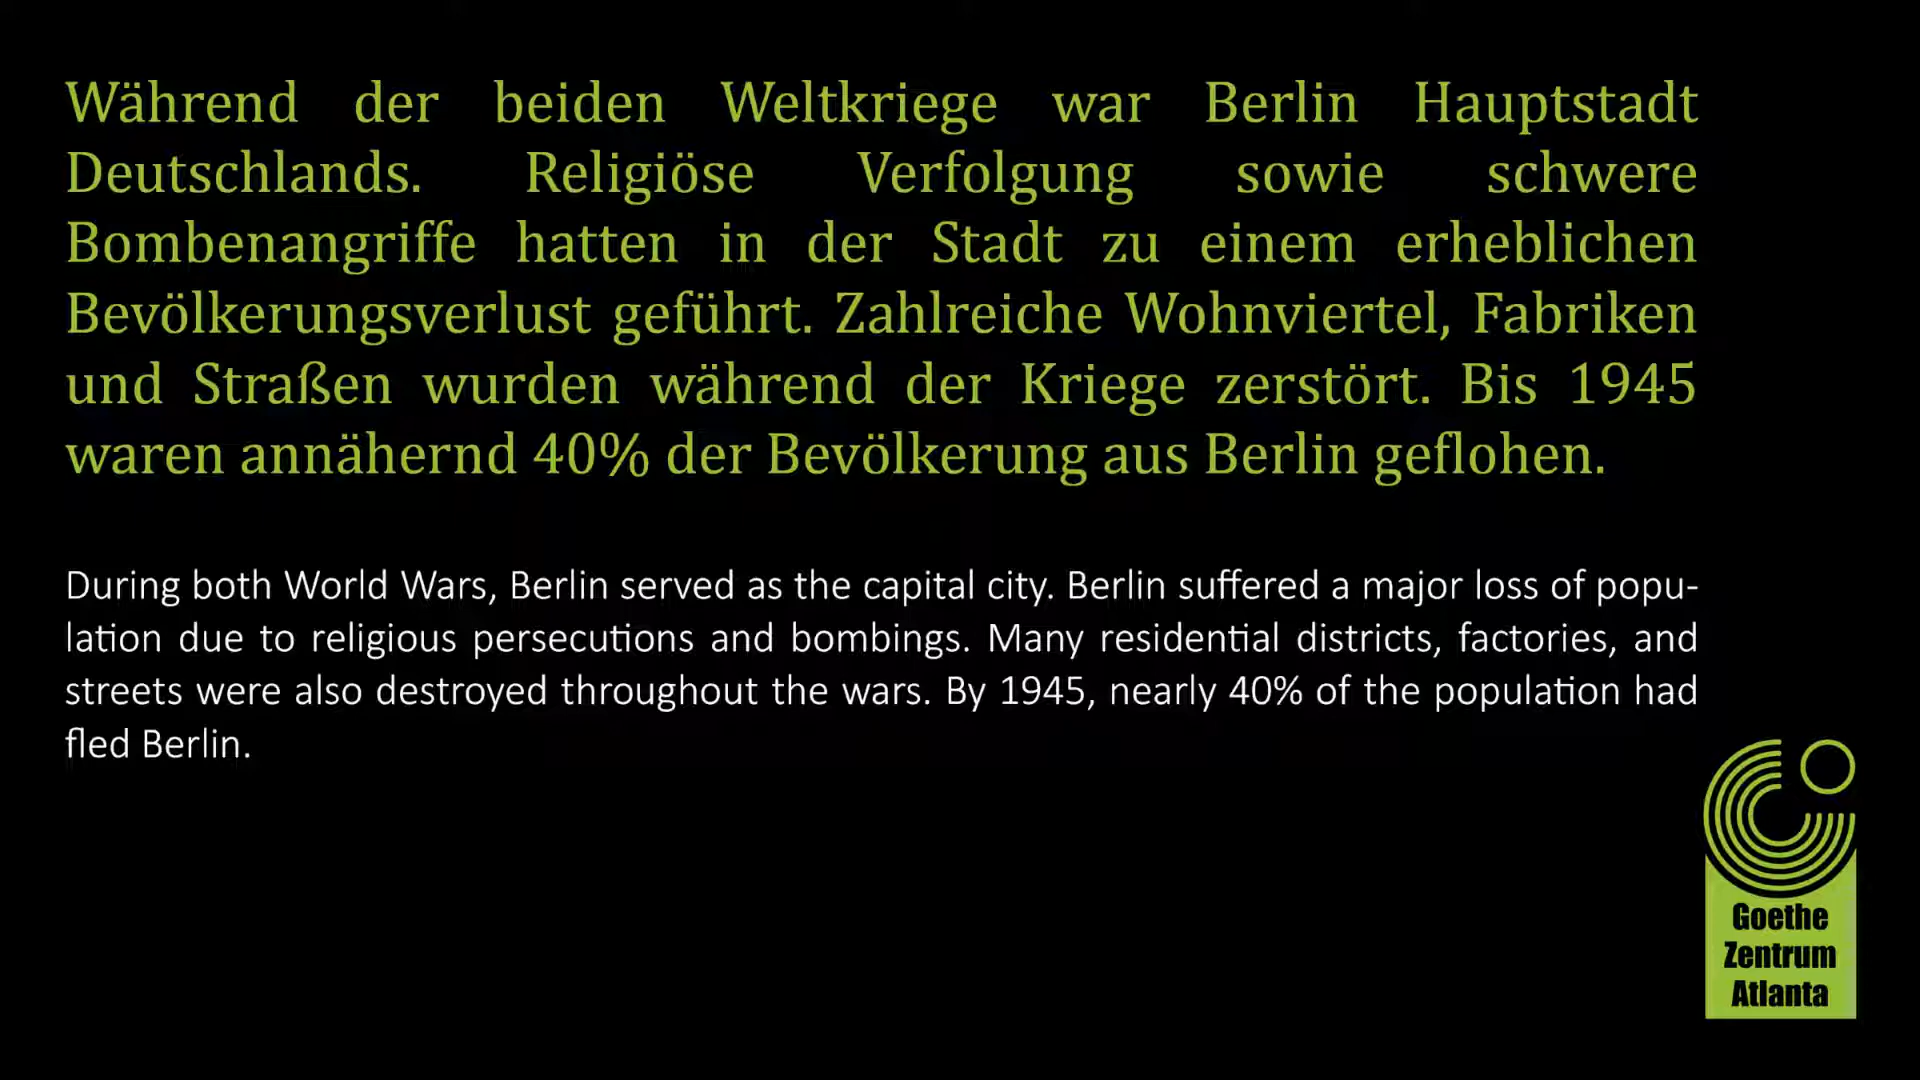 Während der beiden Weltkriege war Berlin Hauptstadt
Deutschlands. Religiöse Verfolgung sowie schwere
Bombenangriffe hatten in der Stadt zu einem erheblichen
Bevölkerungsverlust geführt. Zahlreiche Wohnviertel, Fabriken
und Straßen wurden während der Kriege zerstört. Bis 1945
waren annähernd 40% der Bevölkerung aus Berlin geflohen.
During both World Wars, Berlin served as the capital city. Berlin suffered a major loss of popu-
lation due to religious persecutions and bombings. Many residential districts, factories, and
streets were also destroyed throughout the wars. By 1945, nearly 40% of the population had
fled Berlin.
Goethe
Zentrum
Atlanta